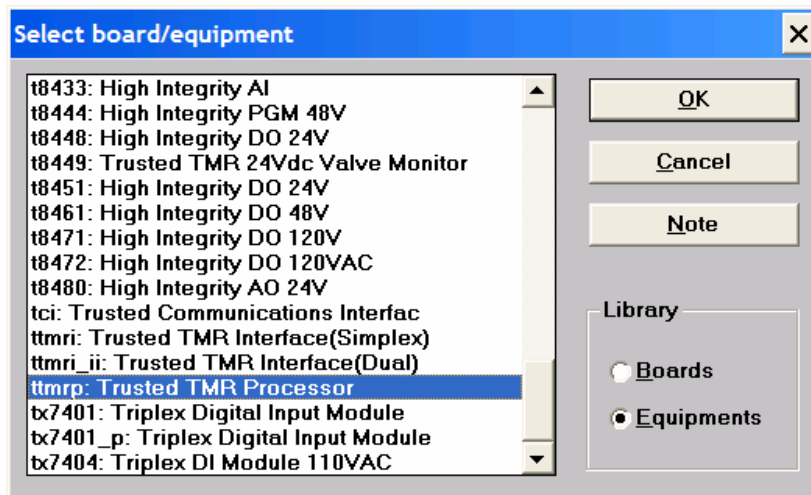 Select board/equipment
t8433: High Integrity AI
t8444: High Integrity PGM 48V
t8448: High Integrity DO 24V
t8449: Trusted TMR 24Vdc Valve Monitor
t8451: High Integrity DO 24V
t8461: High Integrity DO 48V
t8471: High Integrity DO 120V
t8472: High Integrity DO 120VAC
t8480: High Integrity AO 24V
tci: Trusted Communications Interfac
ttmri: Trusted TMR Interface(Simplex)
ttmri_ii: Trusted TMR Interface(Dual)
ttmrp: Trusted TMR Processor
tx7401: Triplex Digital Input Module
tx7401_p: Triplex Digital Input Module
tx7404: Triplex DI Module 110VAC
OK
Cancel
Note
Library
Boards
Equipments